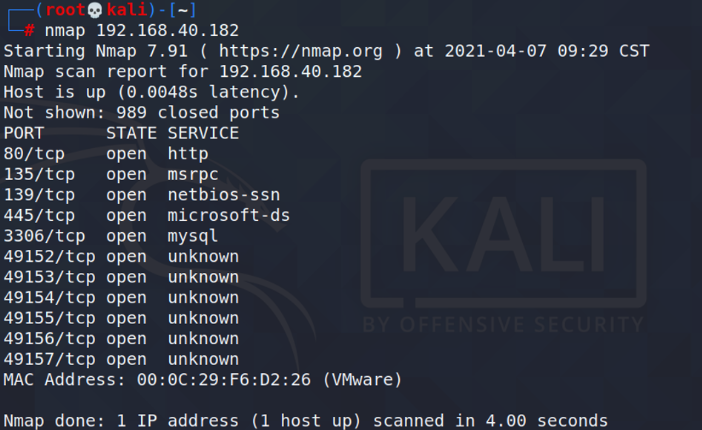 ┌──(root💀kali)-[~]
└─# nmap 192.168.40.182
Starting Nmap 7.91 ( https://nmap.org ) at 2021-04-07 09:29 CST
Nmap scan report for 192.168.40.182
Host is up (0.0048s latency).
Not shown: 989 closed ports
PORT      STATE SERVICE
80/tcp    open  http
135/tcp   open  msrpc
139/tcp   open  netbios-ssn
445/tcp   open  microsoft-ds
3306/tcp  open  mysql
49152/tcp open  unknown
49153/tcp open  unknown
49154/tcp open  unknown
49155/tcp open  unknown
49156/tcp open  unknown
49157/tcp open  unknown
MAC Address: 00:0C:29:F6:D2:26 (VMware)
Nmap done: 1 IP address (1 host up) scanned in 4.00 seconds
KALI
BY OFFENSIVE SECURITY